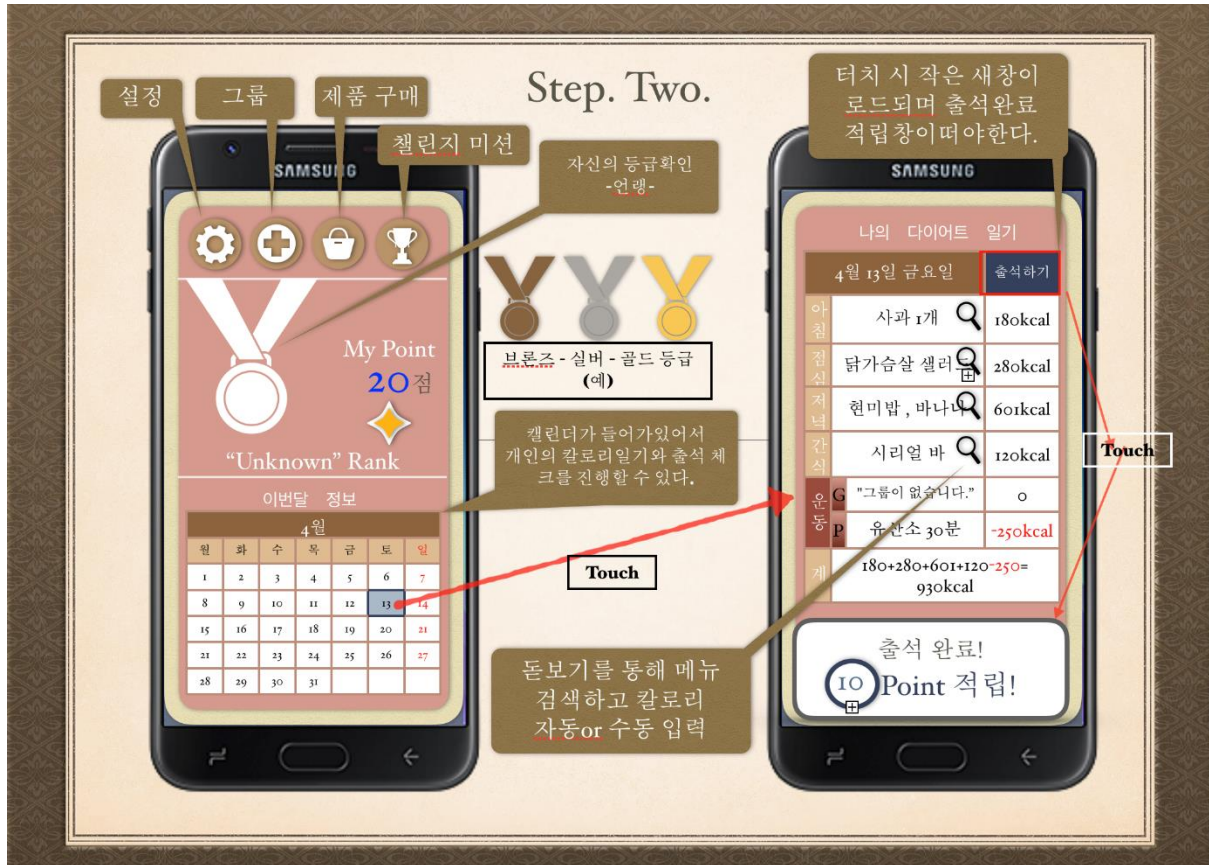 Step. Two.
설정
그룹
제품 구매
챌린지 미션
자신의 등급확인
-언랭-
터치 시 작은 새창이
로드되며 출석완료
적립창이떠야한다.
SAMSUNG
My Point
20점
"Unknown" Rank
이번달 정보
4월
월 화 수 목 금 토 일
1 2 3 4 5 6 7
8 9 10 11 12 13 14
15 16 17 18 19 20 21
21 22 23 24 25 26 27
28 29 30 31
브론즈 - 실버 - 골드 등급
(예)
캘린더가 들어가있어서
개인의 칼로리일기와 출석 체
크를 진행할 수 있다.
Touch
돋보기를 통해 메뉴
검색하고 칼로리
자동or 수동 입력
SAMSUNG
나의 다이어트 일기
4월 13일 금요일 출석하기
아침 사과 1개 180kcal
점심 닭가슴살 샐러 280kcal
저녁 현미밥 , 바나나 601kcal
간식 시리얼 바 120kcal
운동 G "그룹이 없습니다." 0
P 유산소 30분 -250kcal
계 180+280+601+120-250=
930kcal
Touch
출석 완료!
10 Point 적립!